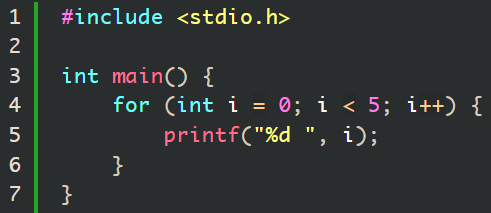 1 #include <stdio.h>
2
3 int main() {
4     for (int i = 0; i < 5; i++) {
5         printf("%d ", i);
6     }
7 }